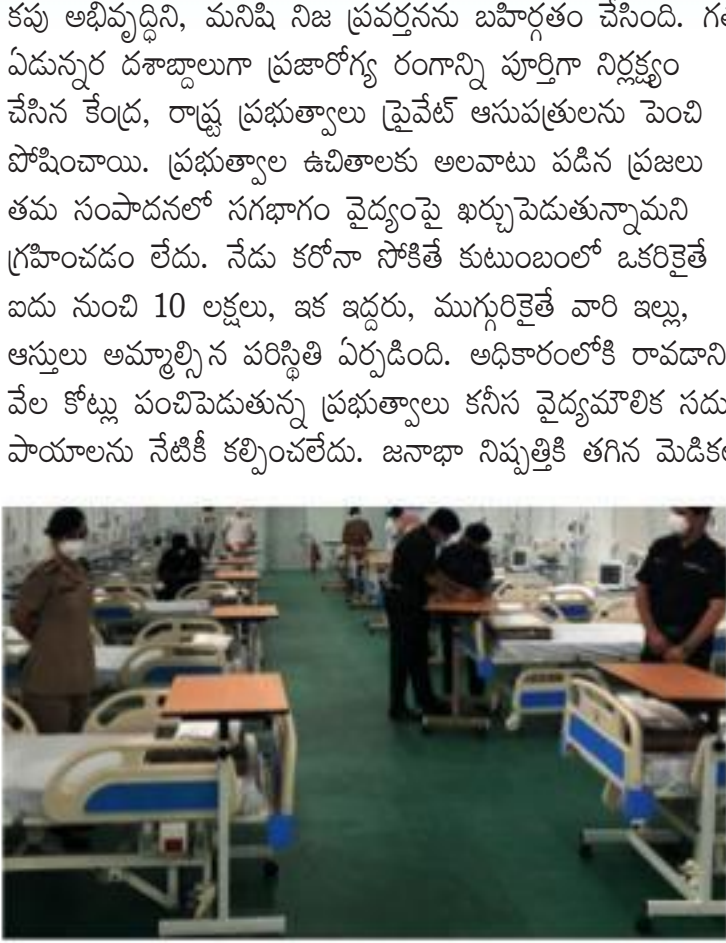 కపు అభివృద్ధిని, మనిషి నిజ ప్రవర్తనను బహిర్గతం చేసింది. గత
ఏడున్నర దశాబ్దాలుగా ప్రజారోగ్య రంగాన్ని పూర్తిగా నిర్లక్ష్యం
చేసిన కేంద్ర, రాష్ట్ర ప్రభుత్వాలు ప్రైవేట్ ఆసుపత్రులను పెంచి
పోషించాయి. ప్రభుత్వాల ఉచితాలకు అలవాటు పడిన ప్రజలు
తమ సంపాదనలో సగభాగం వైద్యంపై ఖర్చుపెడుతున్నామని
గ్రహించడం లేదు. నేడు కరోనా సోకితే కుటుంబంలో ఒకరికైతే
ఐదు నుంచి 10 లక్షలు, ఇక ఇద్దరు, ముగ్గురికైతే వారి ఇల్లు,
ఆస్తులు అమ్మాల్సిన పరిస్థితి ఏర్పడింది. అధికారంలోకి రావడాని
వేల కోట్లు పంచిపెడుతున్న ప్రభుత్వాలు కనీస వైద్యమౌలిక సదు
పాయాలను నేటికీ కల్పించలేదు. జనాభా నిష్పత్తికి తగిన మెడికల